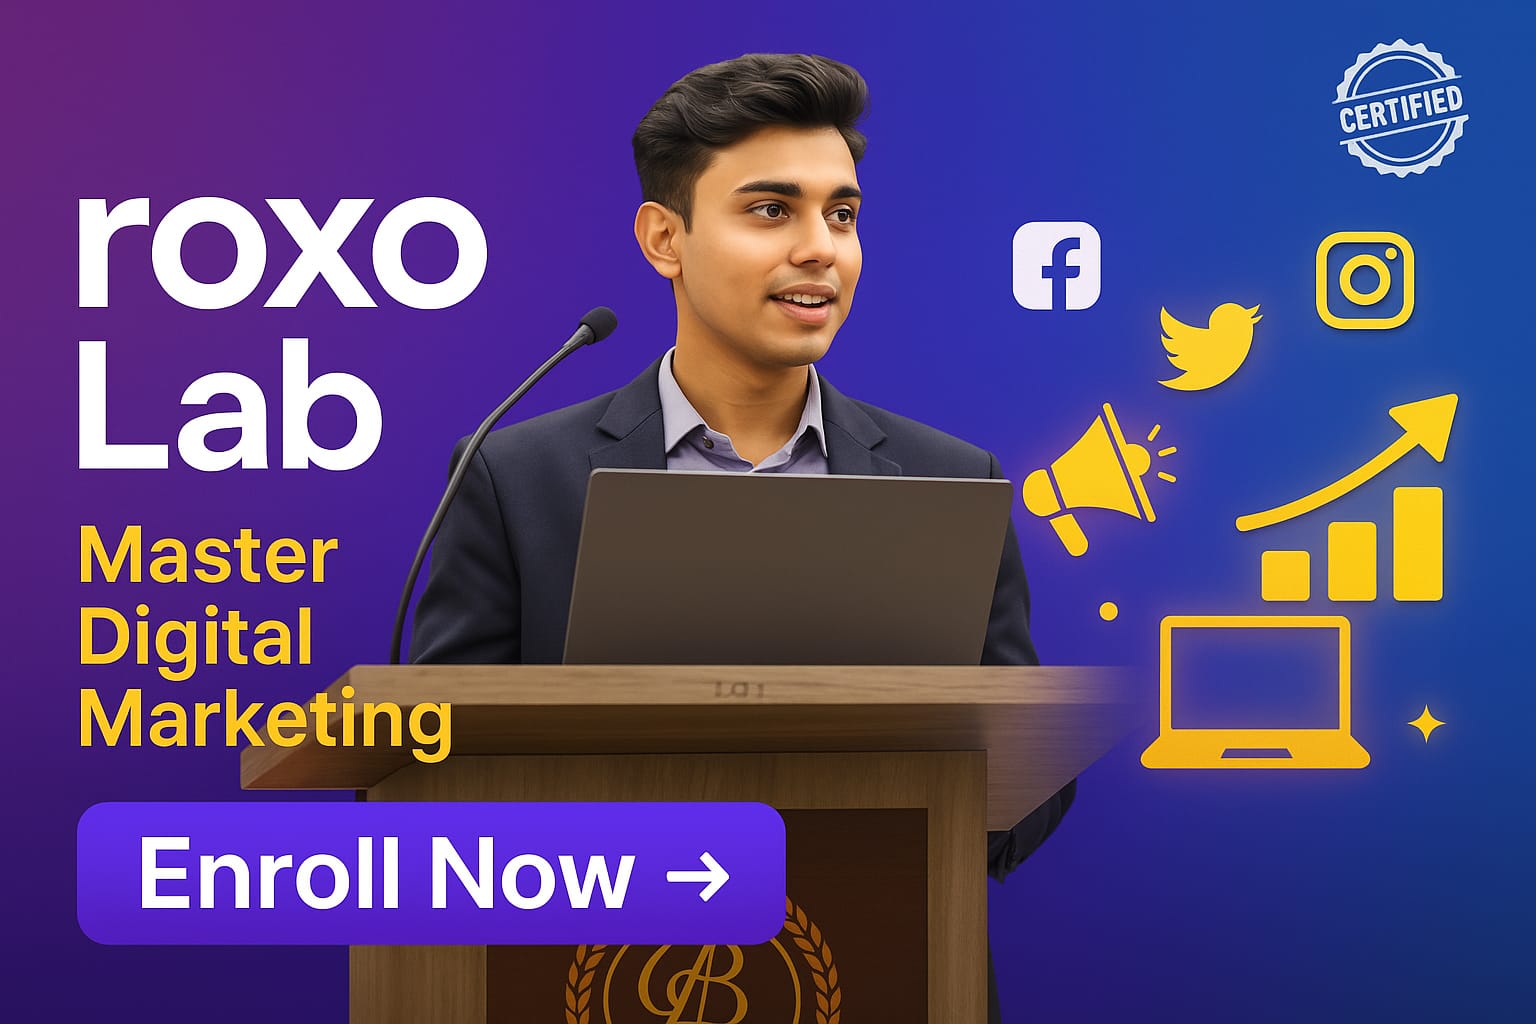 roxo
Lab
Master
Digital
Marketing
Enroll Now →
CERTIFIED